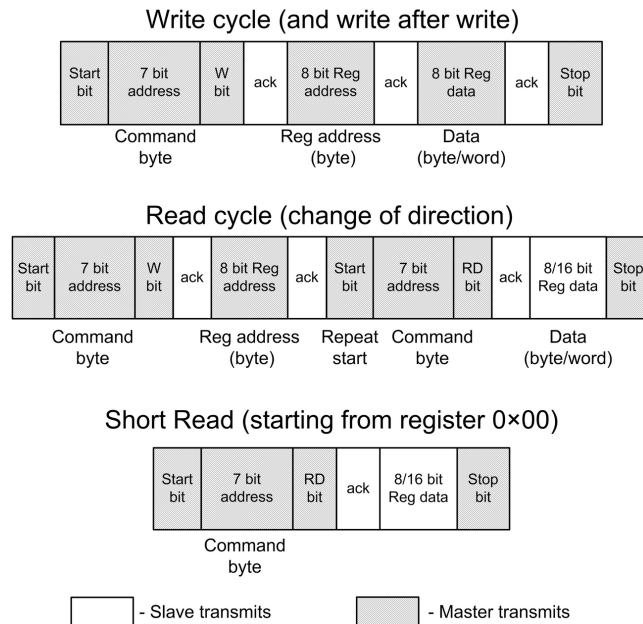 Write cycle (and write after write)
Start bit
7 bit address
W bit
ack
8 bit Reg address
ack
8 bit Reg data
ack
Stop bit
Command byte
Reg address (byte)
Data (byte/word)
Read cycle (change of direction)
Start bit
7 bit address
W bit
ack
8 bit Reg address
ack
Start bit
7 bit address
RD bit
ack
8/16 bit Reg data
Stop bit
Command byte
Reg address (byte)
Repeat start
Command byte
Data (byte/word)
Short Read (starting from register 0×00)
Start bit
7 bit address
RD bit
ack
8/16 bit Reg data
Stop bit
Command byte
- Slave transmits
- Master transmits